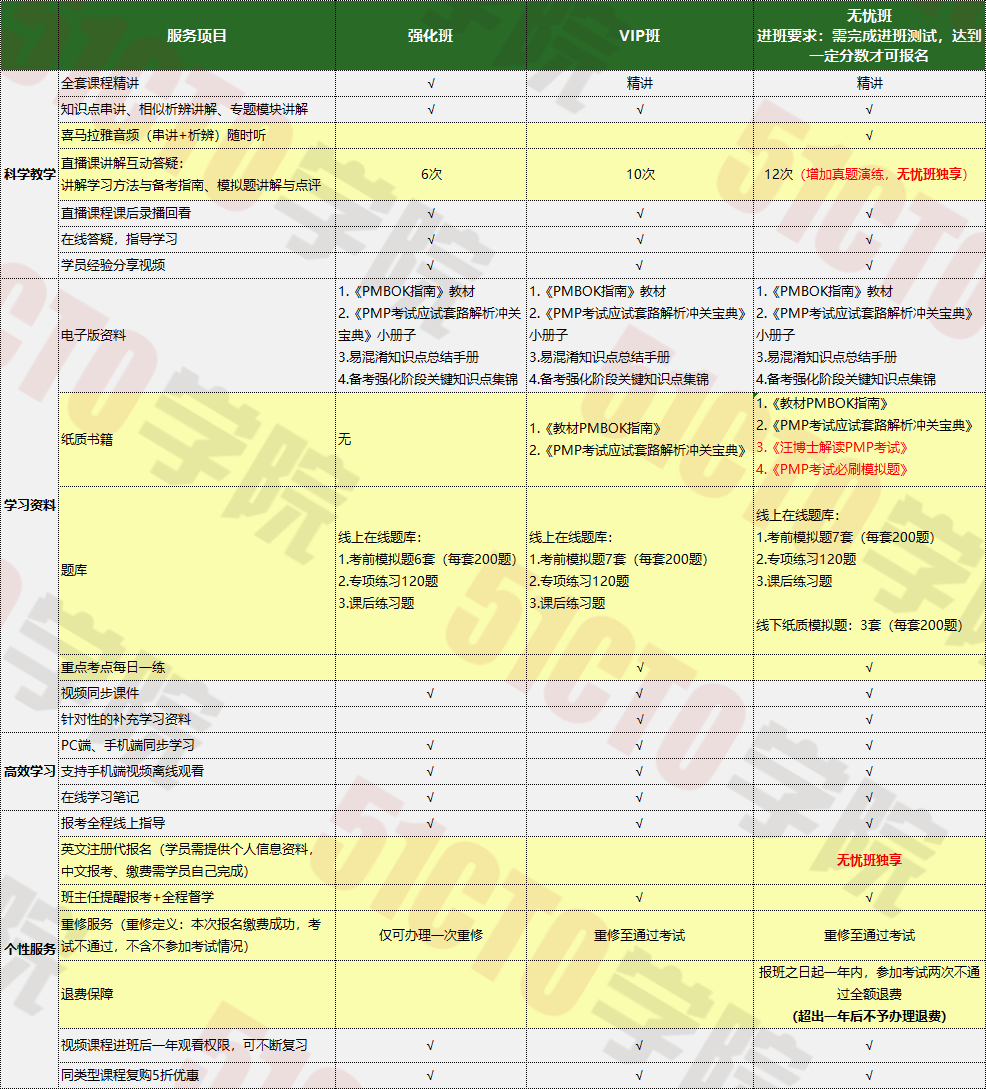 服务项目 强化班 VIP班 无忧班
进班要求：需完成进班测试，达到
一定分数才可报名
科学教学
全套课程精讲 √ 精讲 精讲
知识点串讲、相似析辨讲解、专题模块讲解 √ √ √
喜马拉雅音频（串讲+析辨）随时听 √
直播课讲解互动答疑：
讲解学习方法与备考指南、模拟题讲解与点评 6次 10次 12次（增加真题演练，无忧班独享）
直播课程课后录播回看 √ √ √
在线答疑，指导学习 √ √ √
学员经验分享视频 √ √ √
学习资料
电子版资料
1.《PMBOK指南》教材
2.《PMP考试应试套路解析冲关
宝典》小册子
3.易混淆知识点总结手册
4.备考强化阶段关键知识点集锦
1.《PMBOK指南》教材
2.《PMP考试应试套路解析冲关宝典》
小册子
3.易混淆知识点总结手册
4.备考强化阶段关键知识点集锦
1.《PMBOK指南》教材
2.《PMP考试应试套路解析冲关宝典》
小册子
3.易混淆知识点总结手册
4.备考强化阶段关键知识点集锦
纸质书籍
无
1.《教材PMBOK指南》
2.《PMP考试应试套路解析冲关宝典》
1.《教材PMBOK指南》
2.《PMP考试应试套路解析冲关宝典》
3.《汪博士解读PMP考试》
4.《PMP考试必刷模拟题》
题库
线上在线题库：
1.考前模拟题6套（每套200题）
2.专项练习120题
3.课后练习题
线上在线题库：
1.考前模拟题7套（每套200题）
2.专项练习120题
3.课后练习题
线上在线题库：
1.考前模拟题7套（每套200题）
2.专项练习120题
3.课后练习题
线下纸质模拟题：3套（每套200题）
重点考点每日一练 √ √
视频同步课件 √ √ √
针对性的补充学习资料 √ √
高效学习
PC端、手机端同步学习 √ √ √
支持手机端视频离线观看 √ √ √
在线学习笔记 √ √ √
个性服务
报考全程线上指导 √ √ √
英文注册代报名（学员需提供个人信息资料，
中文报考、缴费需学员自己完成）
无忧班独享
班主任提醒报考+全程督学 √ √
重修服务（重修定义：本次报名缴费成功，考
试不通过，不含不参加考试情况）
仅可办理一次重修 重修至通过考试 重修至通过考试
退费保障
报班之日起一年内，参加考试两次不通
过全额退费
（超出一年后不予办理退费）
视频课程进班后一年观看权限，可不断复习 √ √ √
同类型课程复购5折优惠 √ √ √
51CTO学院